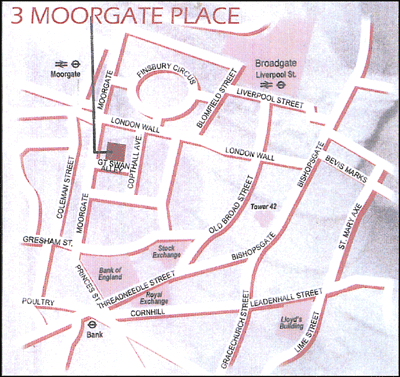 3 MOORGATE PLACE
Moorgate
MOORGATE
FINSBURY CIRCUS
BLOMFIELD STREET
Broadgate
Liverpool St.
LIVERPOOL STREET
LONDON WALL
LONDON WALL
COPTHALL AVE.
GT SWAN
ALLEY
COLEMAN STREET
MOORGATE
BISHOPSGATE
BEVIS MARKS
ST. MARY AXE
OLD BROAD STREET
Tower 42
GRESHAM ST.
Stock
Exchange
BISHOPSGATE
Bank of
England
PRINCES ST.
THREADNEEDLE STREET
Royal
Exchange
POULTRY
CORNHILL
LEADENHALL STREET
Bank
GRACECHURCH STREET
Lloyd's
Building
LIME STREET